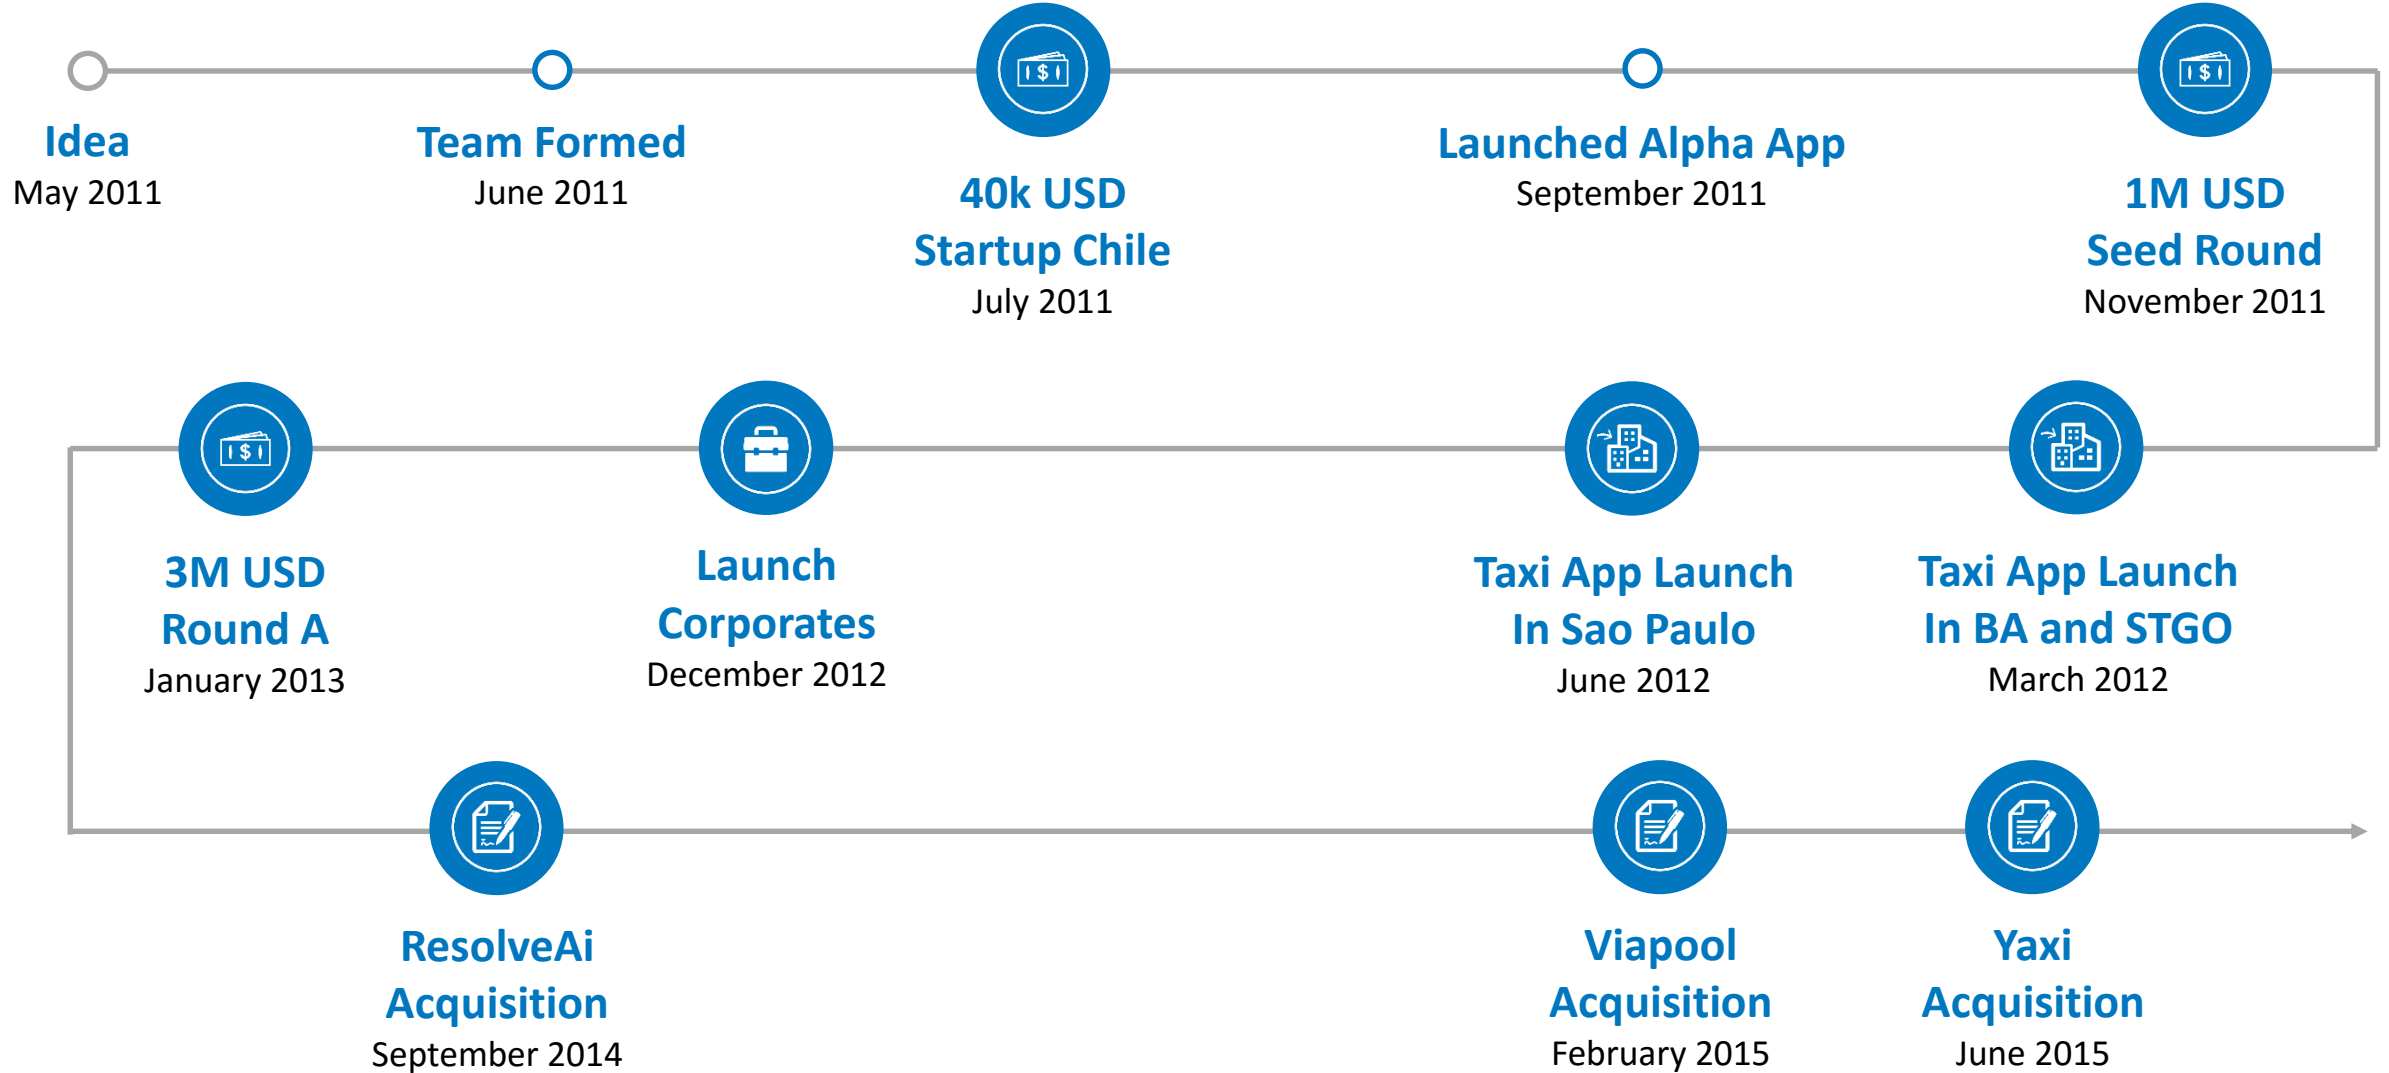 Idea
May 2011
Team Formed
June 2011
$
40k USD
Startup Chile
July 2011
Launched Alpha App
September 2011
$
1M USD
Seed Round
November 2011
$
3M USD
Round A
January 2013
Launch
Corporates
December 2012
Taxi App Launch
In Sao Paulo
June 2012
Taxi App Launch
In BA and STGO
March 2012
ResolveAi
Acquisition
September 2014
Viapool
Acquisition
February 2015
Yaxi
Acquisition
June 2015